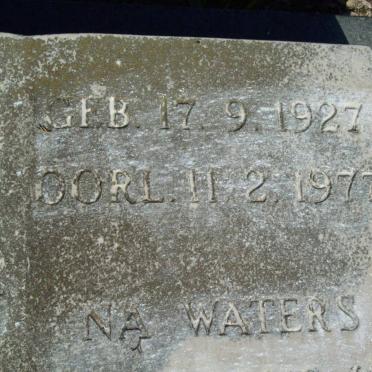 GEB. 17. 9. 1927
OORL. 11. 2. 1977
NA WATERS